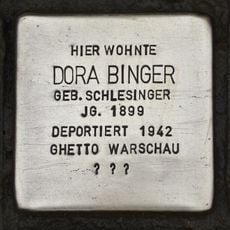 HIER WOHNTE
DORA BINGER
GEB. SCHLESINGER
JG. 1899
DEPORTIERT 1942
GHETTO WARSCHAU
? ? ?